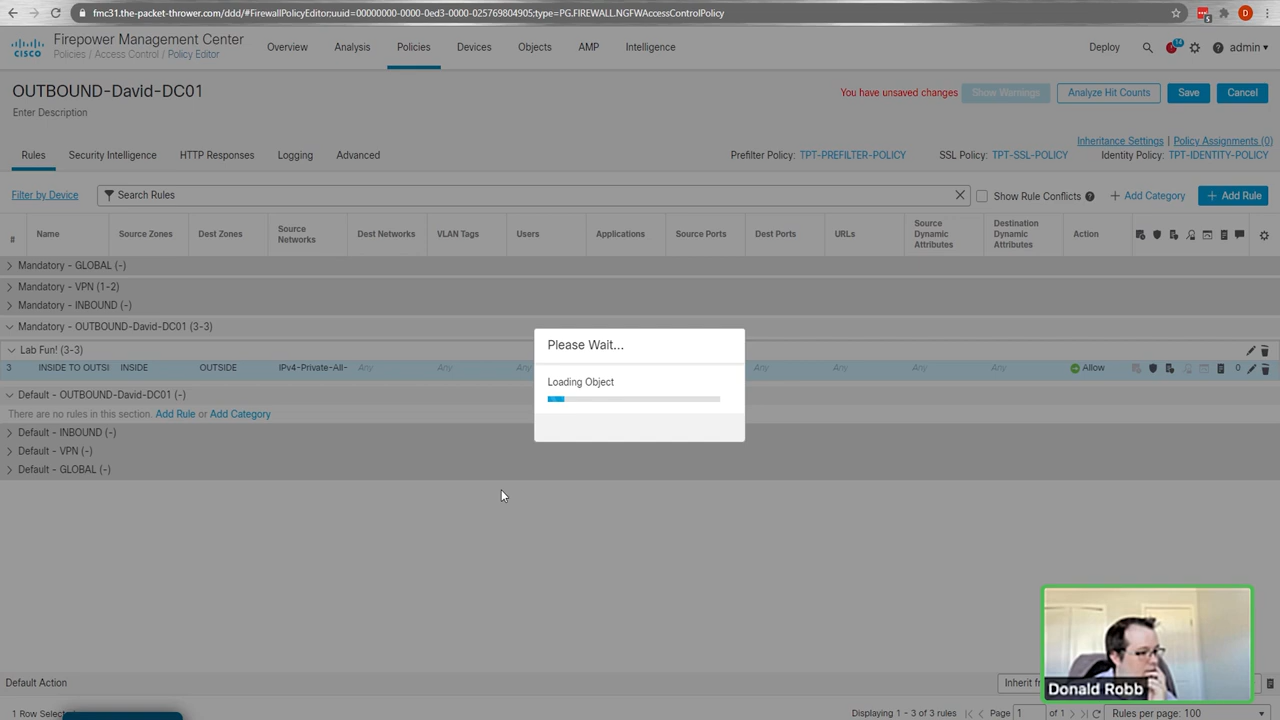 fmc31.the-packet-thrower.com/ddd/#FirewallPolicyEditor;uuid=00000000-0000-0ed3-0000-025769804905;type=PG.FIREWALL.NGFWAccessControlPolicy
5
D
CISCO
Firepower Management Center
Policies / Access Control / Policy Editor
Overview
Analysis
Policies
Devices
Objects
AMP
Intelligence
Deploy
14
admin
OUTBOUND-David-DC01
Enter Description
You have unsaved changes
Show Warnings
Analyze Hit Counts
Save
Cancel
Inheritance Settings | Policy Assignments (0)
Rules
Security Intelligence
HTTP Responses
Logging
Advanced
Prefilter Policy: TPT-PREFILTER-POLICY
SSL Policy: TPT-SSL-POLICY
Identity Policy: TPT-IDENTITY-POLICY
Filter by Device
Search Rules
Show Rule Conflicts
+ Add Category
+ Add Rule
#
Name
Source Zones
Dest Zones
Source Networks
Dest Networks
VLAN Tags
Users
Applications
Source Ports
Dest Ports
URLs
Source Dynamic Attributes
Destination Dynamic Attributes
Action
Mandatory - GLOBAL (-)
Mandatory - VPN (1-2)
Mandatory - INBOUND (-)
Mandatory - OUTBOUND-David-DC01 (3-3)
Lab Fun! (3-3)
3 INSIDE TO OUTSI INSIDE OUTSIDE IPv4-Private-All- Any Any Any Any Any Any Any Allow 0
Default - OUTBOUND-David-DC01 (-)
There are no rules in this section. Add Rule or Add Category
Default - INBOUND (-)
Default - VPN (-)
Default - GLOBAL (-)
Please Wait...
Loading Object
Donald Robb
Default Action
Inherit fr
1 Row Selec
Displaying 1 - 3 of 3 rules
Page 1 of 1
Rules per page: 100